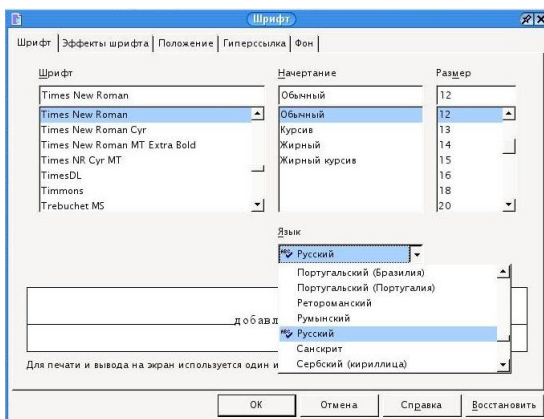 Шрифт
Шрифт Эффекты шрифта Положение Гиперссылка Фон
Шрифт Начертание Размер
Times New Roman Обычный 12
Times New Roman Обычный 12
Times New Roman Cyr Курсив 13
Times New Roman MT Extra Bold Жирный 14
Times NR Cyr MT Жирный курсив 15
TimesDL 16
Timmons 18
Trebuchet MS 20
Язык
Русский
Португальский (Бразилия)
Португальский (Португалия)
Ретороманский
Румынский
добавл
Русский
Санскрит
Для печати и вывода на экран используется один и
Сербский (кириллица)
ОК Отмена Справка Восстановить